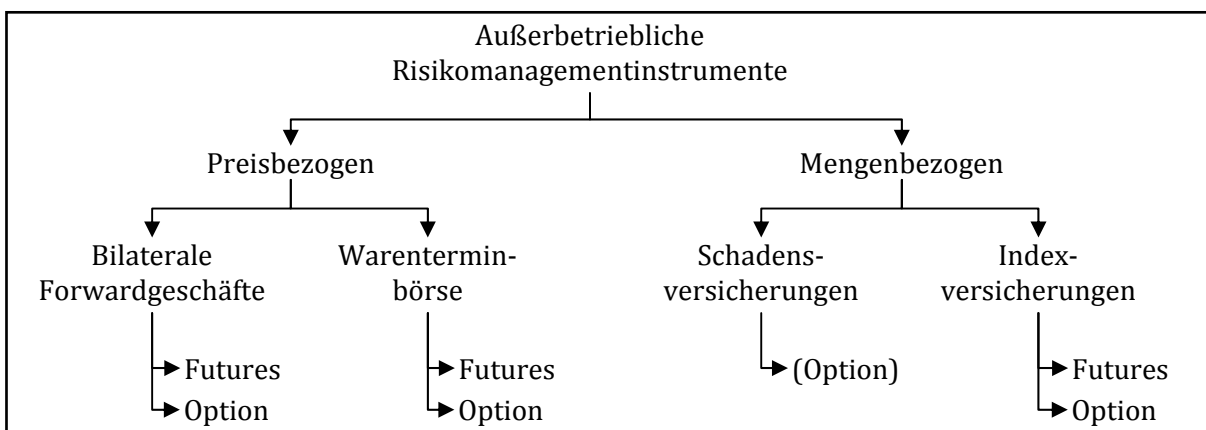 Außerbetriebliche
Risikomanagementinstrumente
Preisbezogen
Mengenbezogen
Bilaterale
Forwardgeschäfte
Warentermin-
börse
Schadens-
versicherungen
Index-
versicherungen
Futures
Option
Futures
Option
(Option)
Futures
Option